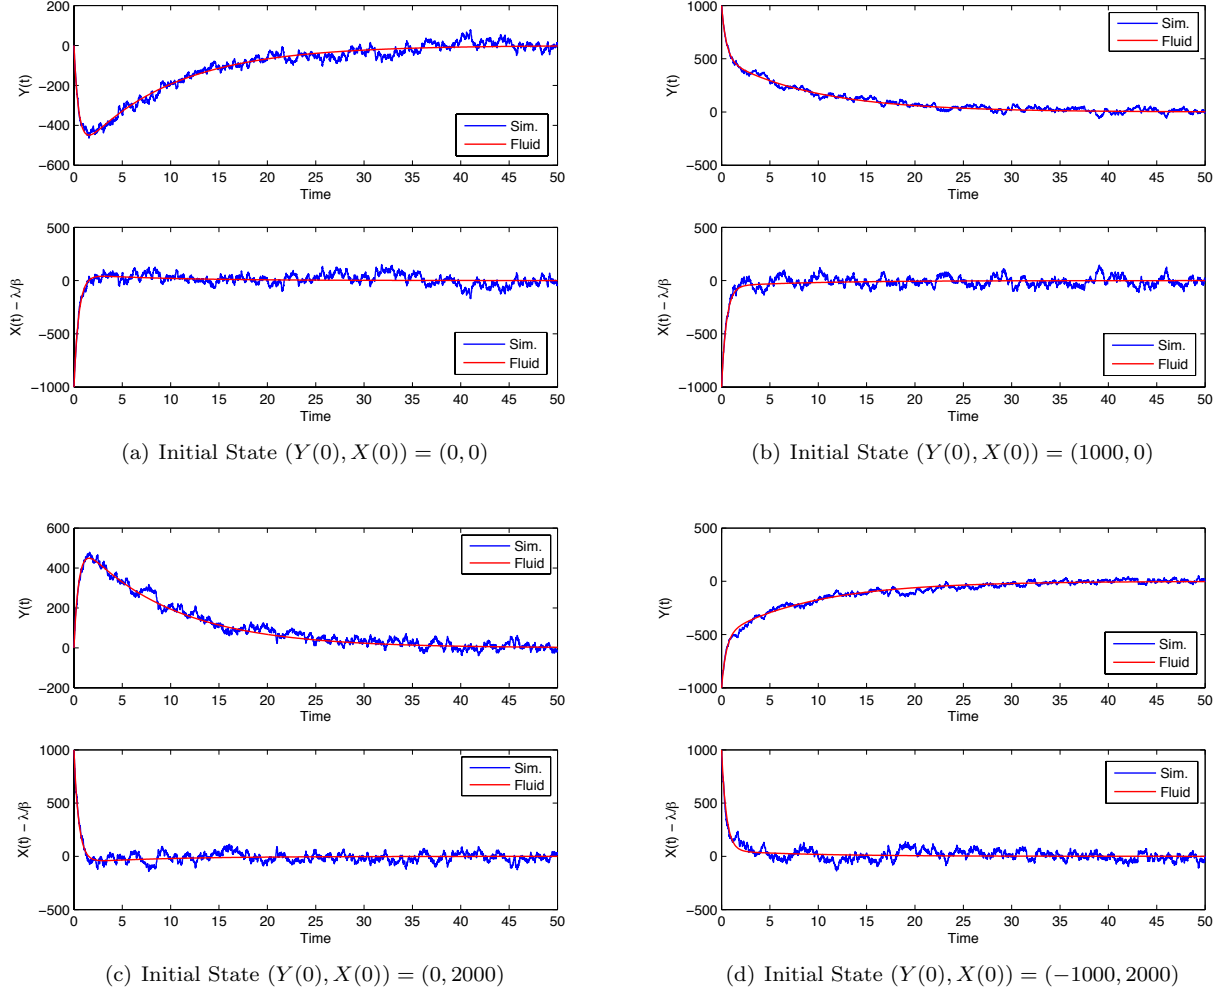 200
0
−200
−400
−600
Y(t)
Sim.
Fluid
0 5 10 15 20 25 30 35 40 45 50
Time
500
0
−500
−1000
X(t) − λ/β
Sim.
Fluid
0 5 10 15 20 25 30 35 40 45 50
Time
(a) Initial State (Y(0), X(0)) = (0, 0)
1000
500
0
−500
Y(t)
Sim.
Fluid
0 5 10 15 20 25 30 35 40 45 50
Time
500
0
−500
−1000
X(t) − λ/β
Sim.
Fluid
0 5 10 15 20 25 30 35 40 45 50
Time
(b) Initial State (Y(0), X(0)) = (1000, 0)
600
400
200
0
−200
Y(t)
Sim.
Fluid
0 5 10 15 20 25 30 35 40 45 50
Time
1000
500
0
−500
X(t) − λ/β
Sim.
Fluid
0 5 10 15 20 25 30 35 40 45 50
Time
(c) Initial State (Y(0), X(0)) = (0, 2000)
500
0
−500
−1000
Y(t)
Sim.
Fluid
0 5 10 15 20 25 30 35 40 45 50
Time
1000
500
0
−500
X(t) − λ/β
Sim.
Fluid
0 5 10 15 20 25 30 35 40 45 50
Time
(d) Initial State (Y(0), X(0)) = (−1000, 2000)